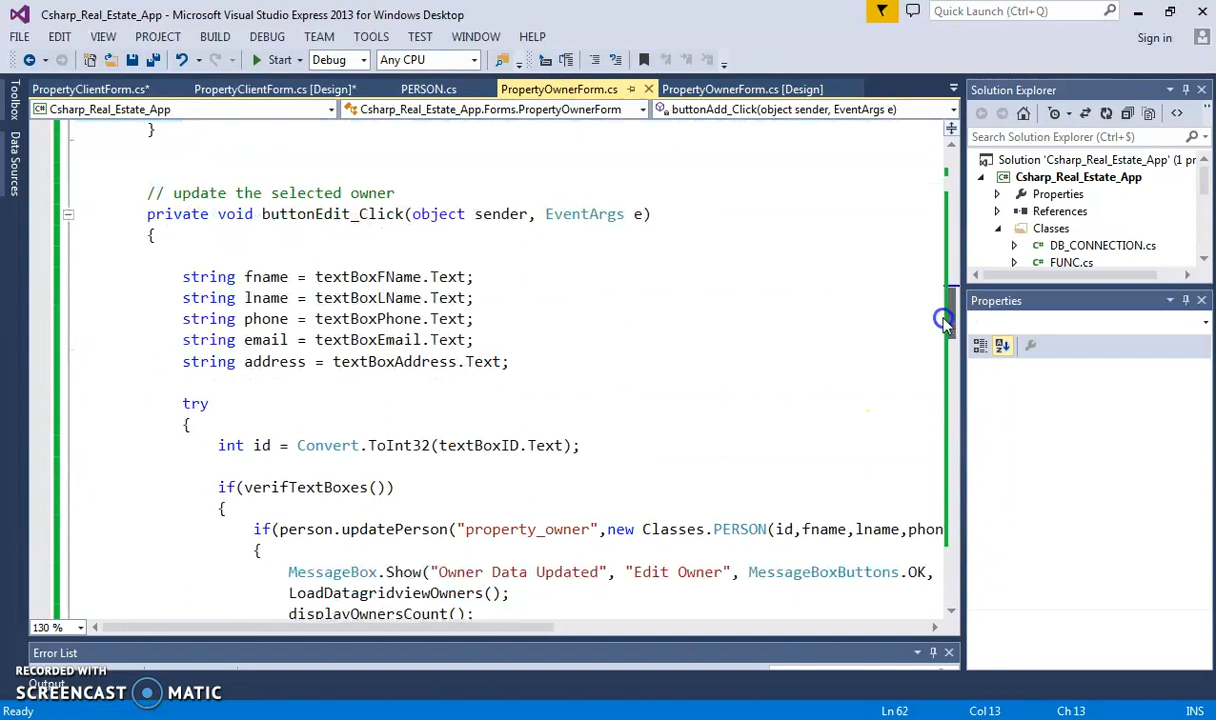 Csharp_Real_Estate_App - Microsoft Visual Studio Express 2013 for Windows Desktop
Quick Launch (Ctrl+Q)
FILE EDIT VIEW PROJECT BUILD DEBUG TEAM TOOLS TEST WINDOW HELP
Sign in
Start Debug Any CPU
Toolbox
Data Sources
PropertyClientForm.cs* PropertyClientForm.cs [Design]* PERSON.cs PropertyOwnerForm.cs PropertyOwnerForm.cs [Design]
Csharp_Real_Estate_App Csharp_Real_Estate_App.Forms.PropertyOwnerForm buttonAdd_Click(object sender, EventArgs e)
}
// update the selected owner
private void buttonEdit_Click(object sender, EventArgs e)
{
string fname = textBoxFName.Text;
string lname = textBoxLName.Text;
string phone = textBoxPhone.Text;
string email = textBoxEmail.Text;
string address = textBoxAddress.Text;
try
{
int id = Convert.ToInt32(textBoxID.Text);
if(verifTextBoxes())
{
if(person.updatePerson("property_owner",new Classes.PERSON(id,fname,lname,phon
{
MessageBox.Show("Owner Data Updated", "Edit Owner", MessageBoxButtons.OK,
LoadDatagridviewOwners();
displayOwnersCount();
130 %
Error List
Output
Solution Explorer
Search Solution Explorer (Ctrl+$)
Solution 'Csharp_Real_Estate_App' (1 pr
Csharp_Real_Estate_App
Properties
References
Classes
DB_CONNECTION.cs
FUNC.cs
Properties
RECORDED WITH
SCREENCAST MATIC
Ready Ln 62 Col 13 Ch 13 INS